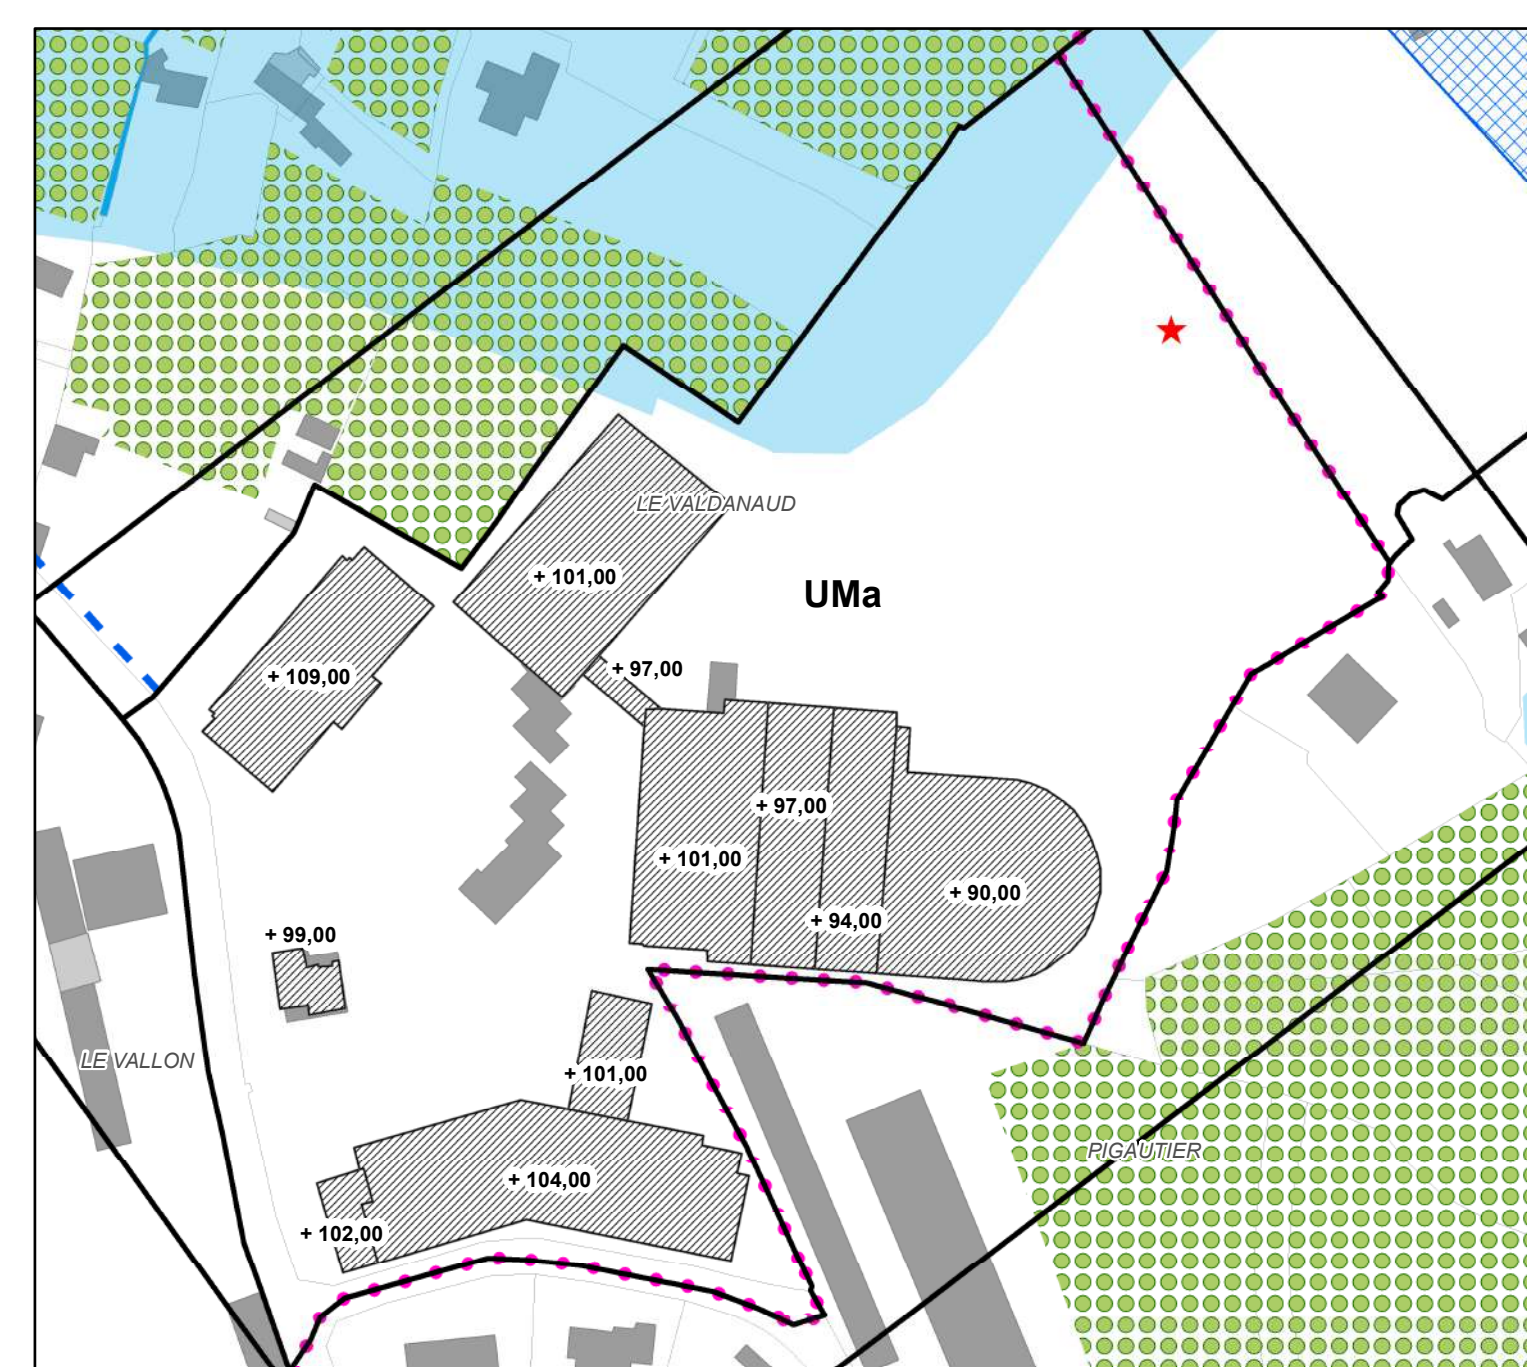 LE VALDANAUD
+ 101,00
UMa
+ 97,00
+ 109,00
+ 97,00
+ 101,00
+ 90,00
+ 94,00
+ 99,00
LE VALLON
+ 101,00
PIGAUTIER
+ 104,00
+ 102,00